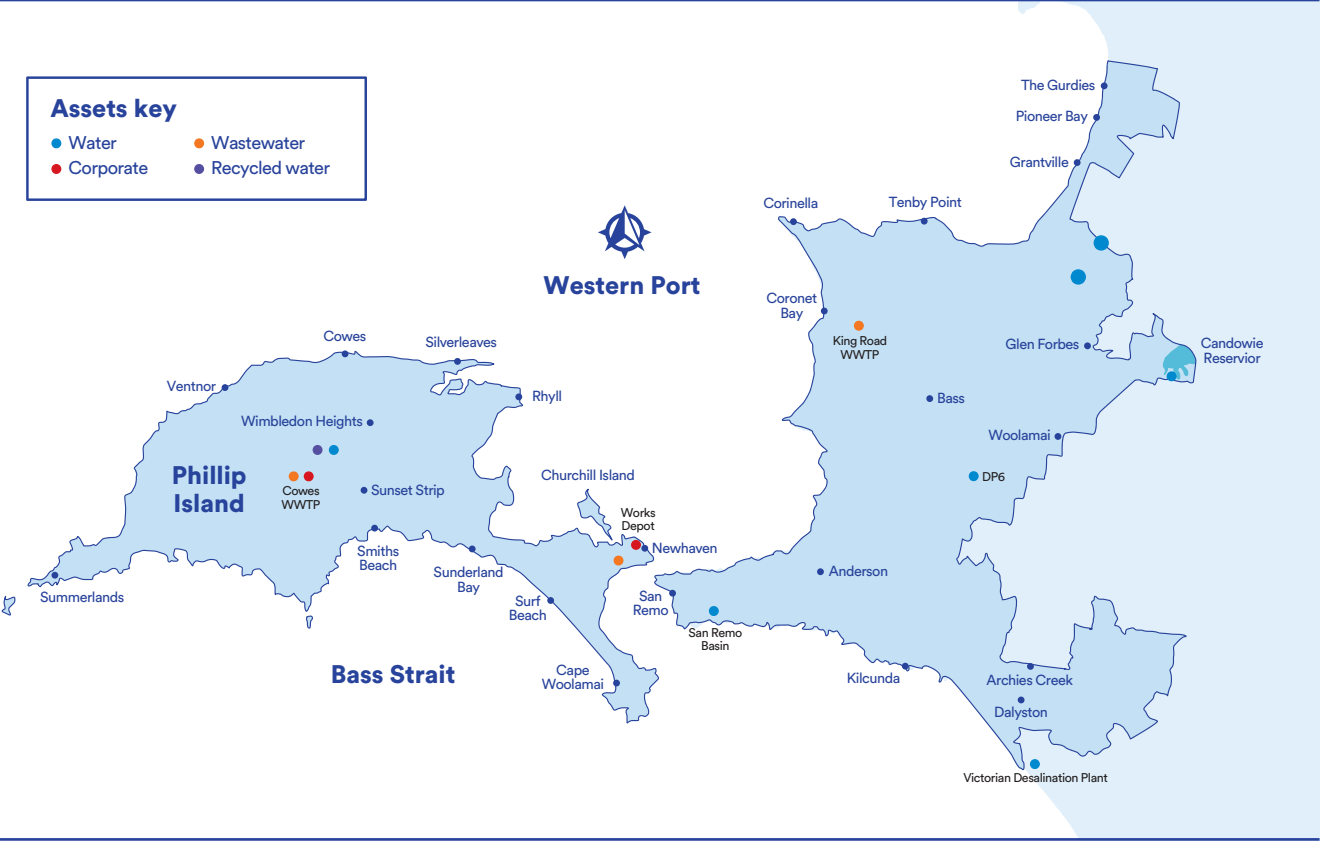 Assets key
Water
Wastewater
Corporate
Recycled water
The Gurdies
Pioneer Bay
Grantville
Corinella
Tenby Point
Western Port
Coronet
Bay
King Road
WWTP
Glen Forbes
Candowie
Reservior
Cowes
Silverleaves
Ventnor
Rhyll
Bass
Wimbledon Heights
Woolamai
Phillip
Island
Cowes
WWTP
Sunset Strip
Churchill Island
DP6
Works
Depot
Newhaven
Smiths
Beach
Sunderland
Bay
Anderson
Summerlands
Surf
Beach
San
Remo
San Remo
Basin
Bass Strait
Cape
Woolamai
Kilcunda
Archies Creek
Dalyston
Victorian Desalination Plant